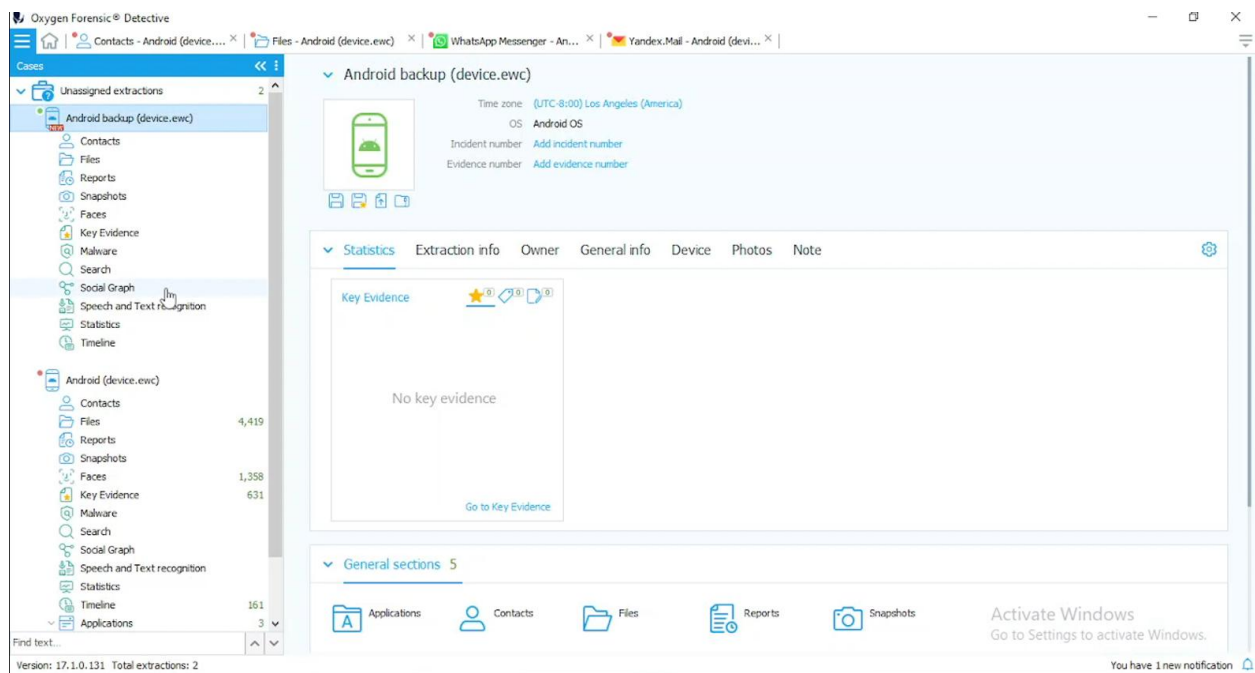 Oxygen Forensic® Detective
Contacts - Android (device....
Files - Android (device.ewc)
WhatsApp Messenger - An...
Yandex.Mail - Android (devi...
Cases
Unassigned extractions 2
Android backup (device.ewc)
NEW
Contacts
Files
Reports
Snapshots
Faces
Key Evidence
Malware
Search
Social Graph
Speech and Text recognition
Statistics
Timeline
Android (device.ewc)
Contacts
Files 4,419
Reports
Snapshots
Faces 1,358
Key Evidence 631
Malware
Search
Social Graph
Speech and Text recognition
Statistics
Timeline 161
Applications 3
Find text...
Version: 17.1.0.131 Total extractions: 2
Android backup (device.ewc)
Time zone (UTC-8:00) Los Angeles (America)
OS Android OS
Incident number Add incident number
Evidence number Add evidence number
Statistics Extraction info Owner General info Device Photos Note
Key Evidence 0 0 0
No key evidence
Go to Key Evidence
General sections 5
Applications Contacts Files Reports Snapshots
Activate Windows
Go to Settings to activate Windows.
You have 1 new notification